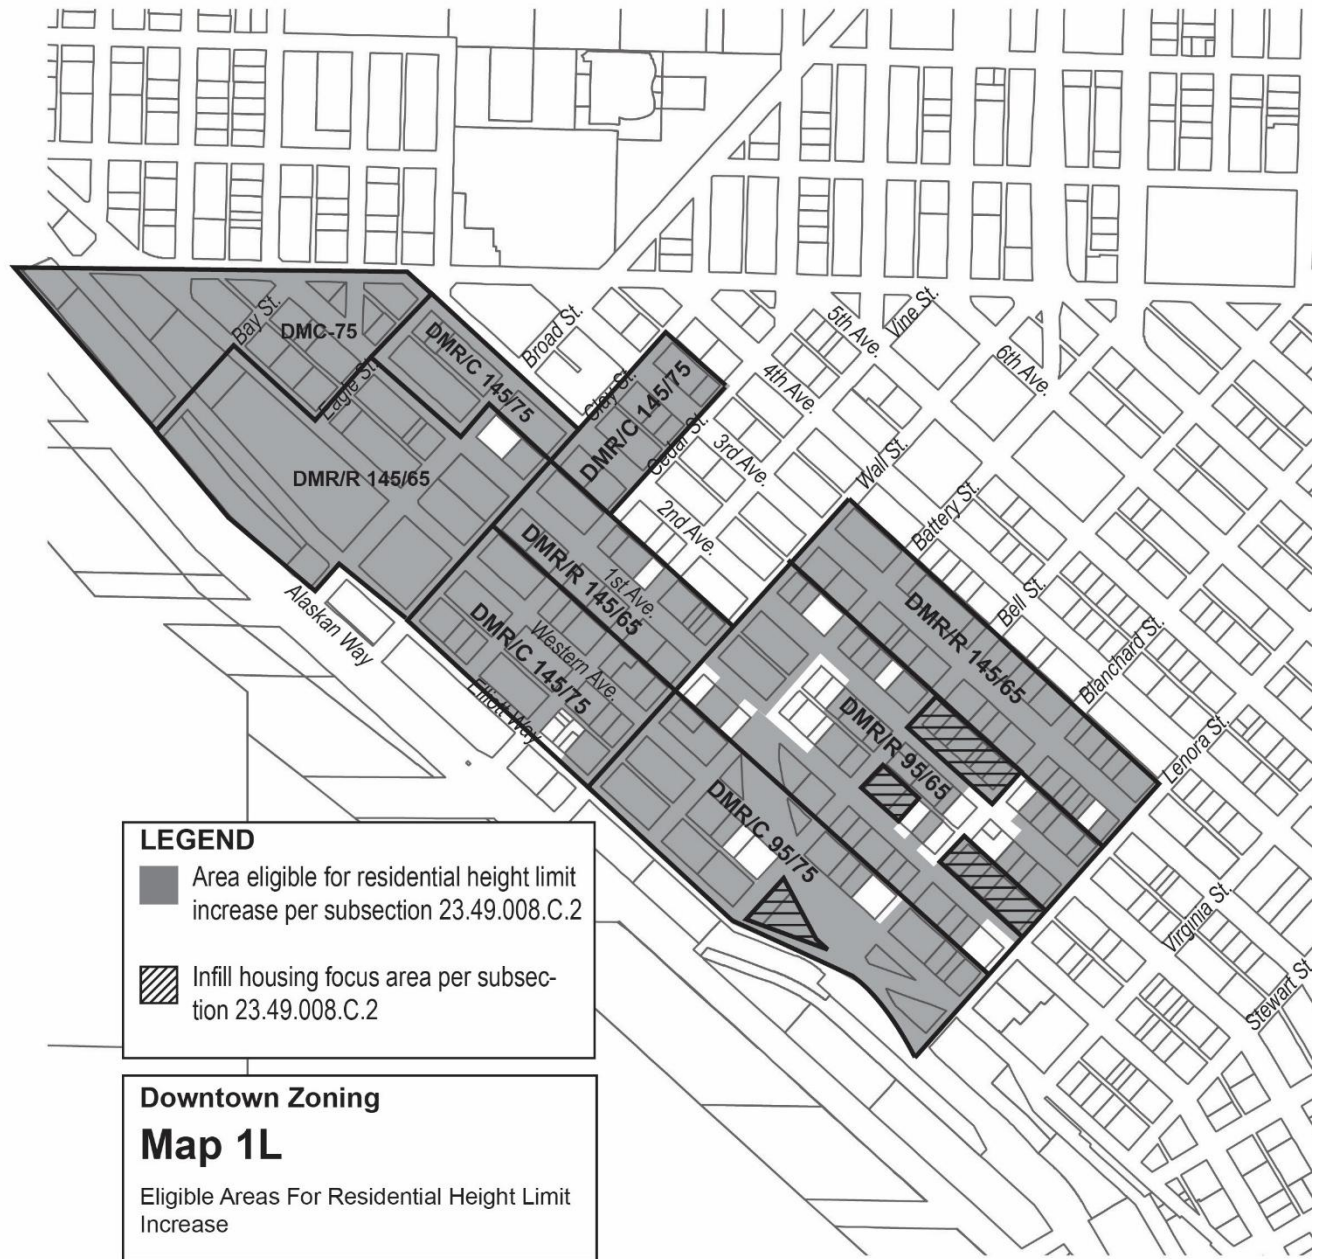 Bay St.
DMC-75
Eagle St.
DMR/C 145/75
Broad St.
Clay St.
DMR/C 145/75
Cedar St.
5th Ave.
Vine St.
4th Ave.
6th Ave.
3rd Ave.
2nd Ave.
Wall St.
Battery St.
Bell St.
Blanchard St.
Lenora St.
Virginia St.
Stewart St.
DMR/R 145/65
DMR/R 145/65
1st Ave.
Western Ave.
DMR/C 145/75
Elliott Way
Alaskan Way
DMR/R 145/65
DMR/R 95/65
DMR/C 95/75
LEGEND
Area eligible for residential height limit
increase per subsection 23.49.008.C.2
Infill housing focus area per subsec-
tion 23.49.008.C.2
Downtown Zoning
Map 1L
Eligible Areas For Residential Height Limit
Increase